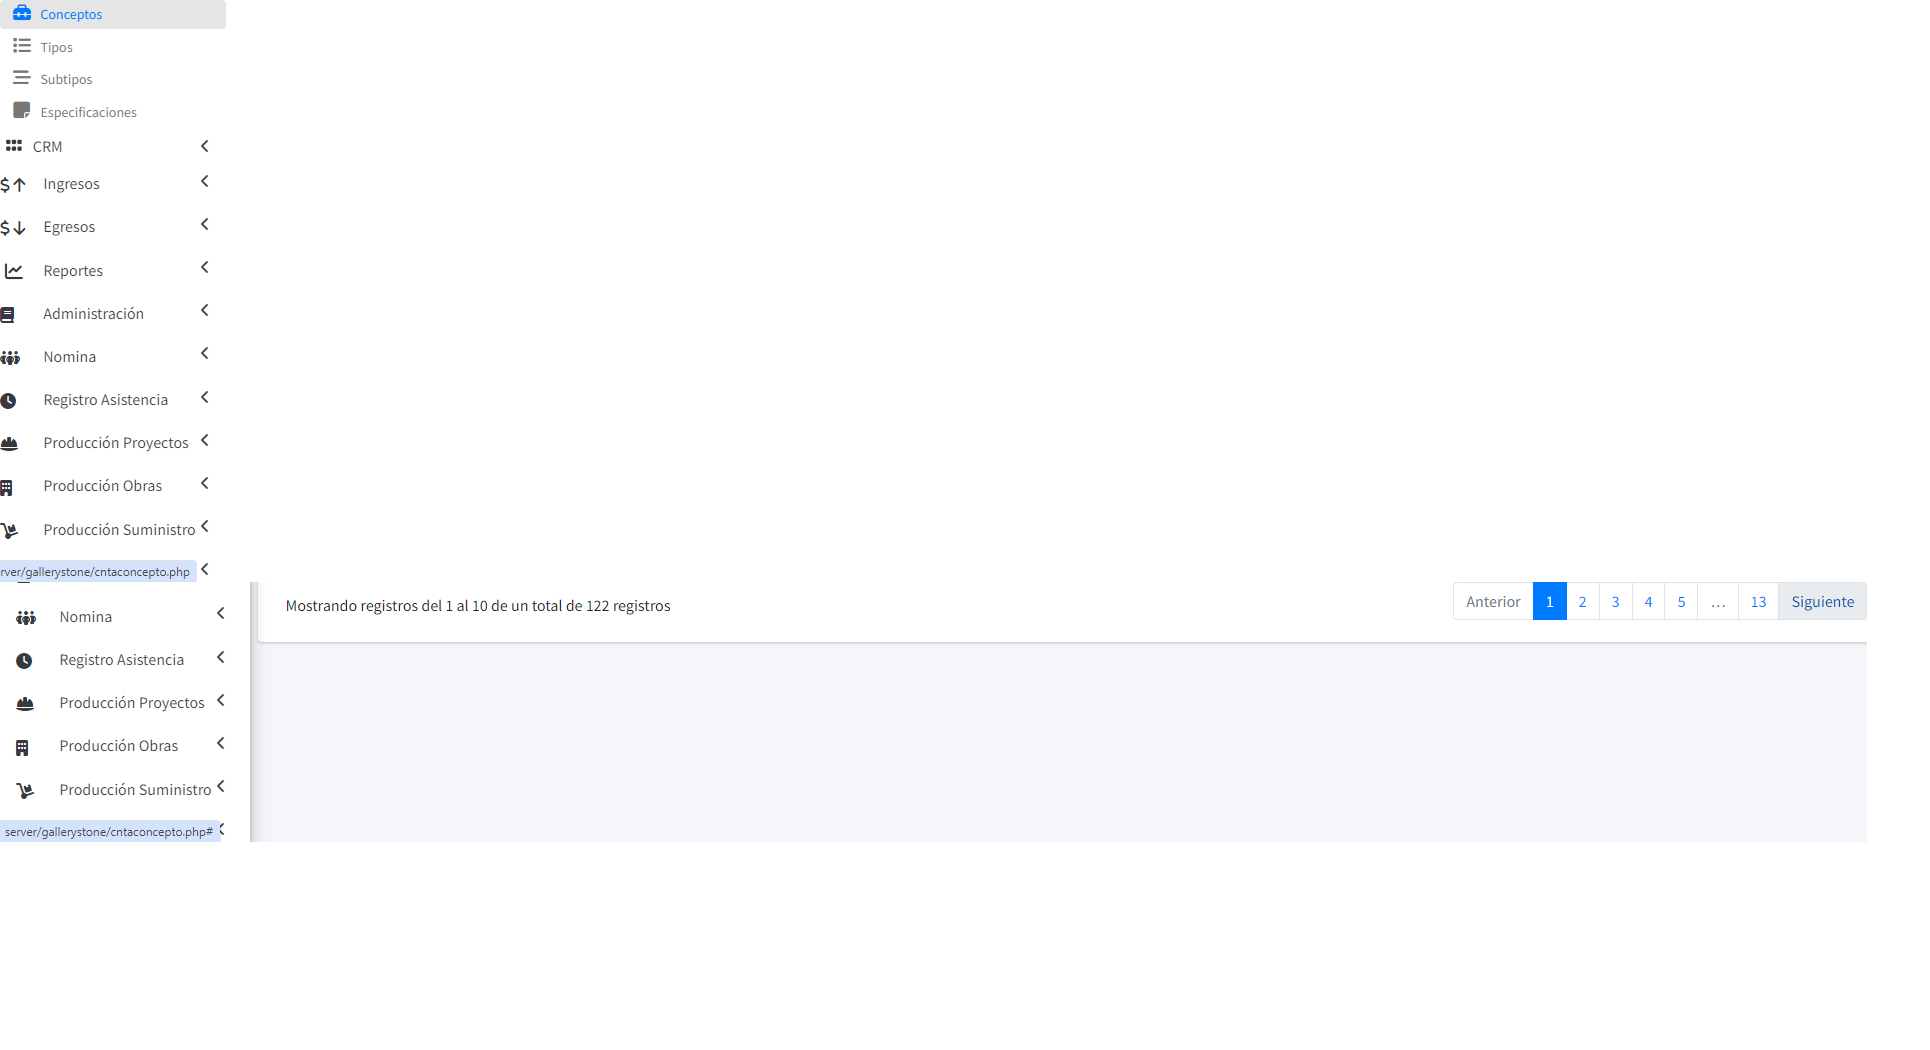 Conceptos
Tipos
Subtipos
Especificaciones
CRM
$ Ingresos
$ Egresos
Reportes
Administración
Nomina
Registro Asistencia
Producción Proyectos
Producción Obras
Producción Suministro
rver/gallerystone/cntaconcepto.php
Mostrando registros del 1 al 10 de un total de 122 registros
Anterior 1 2 3 4 5 … 13 Siguiente
Nomina
Registro Asistencia
Producción Proyectos
Producción Obras
Producción Suministro
server/gallerystone/cntaconcepto.php#